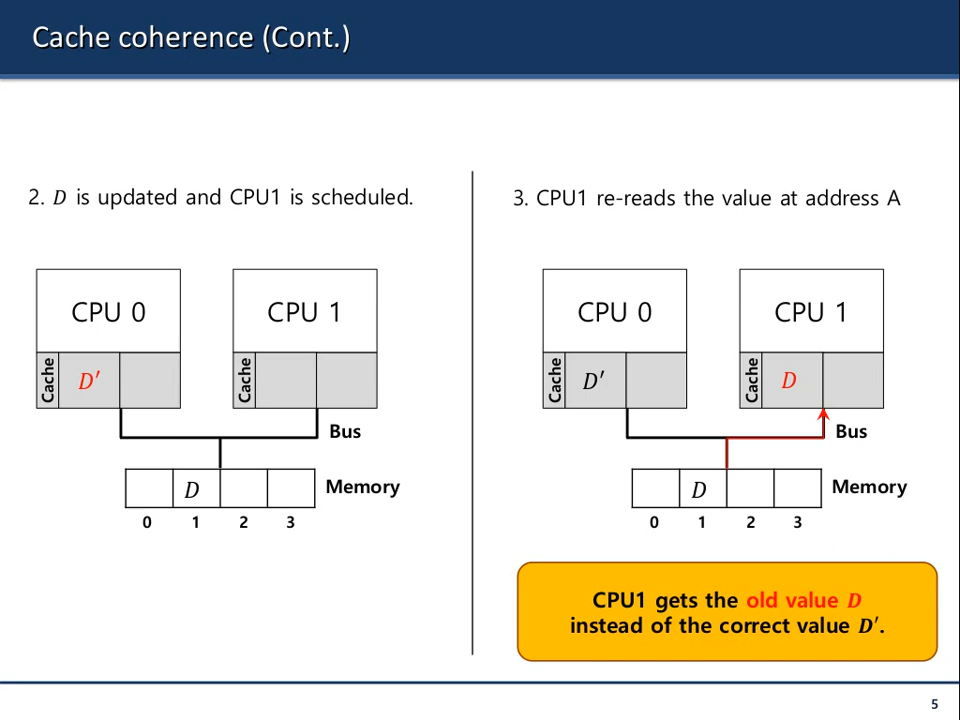 Cache coherence (Cont.)
2. D is updated and CPU1 is scheduled.
CPU 0
CPU 1
Cache
D′
Cache
Bus
D
Memory
0 1 2 3
3. CPU1 re-reads the value at address A
CPU 0
CPU 1
Cache
D′
Cache
D
Bus
D
Memory
0 1 2 3
CPU1 gets the old value D
instead of the correct value D′.
5